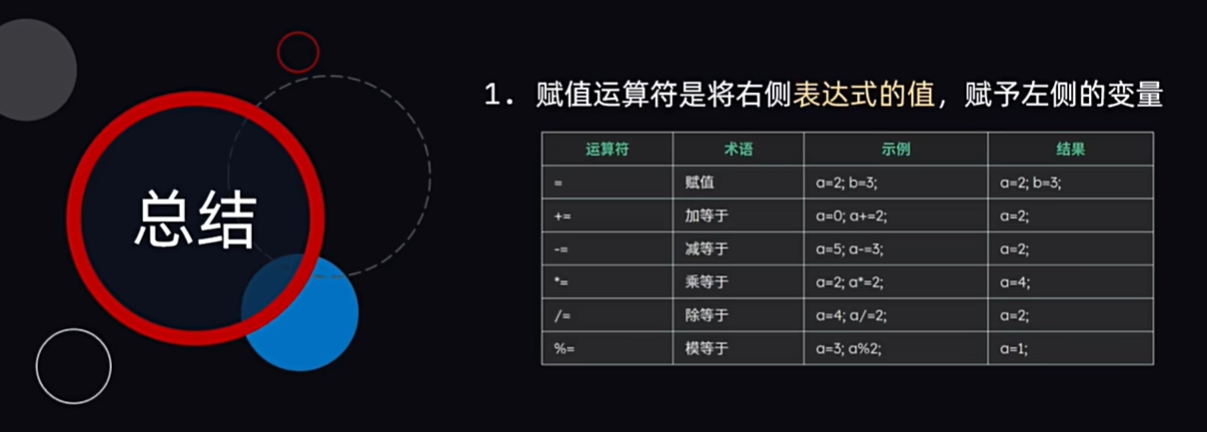 总结
1. 赋值运算符是将右侧表达式的值，赋予左侧的变量
运算符 术语 示例 结果
= 赋值 a=2; b=3; a=2; b=3;
+= 加等于 a=0; a+=2; a=2;
-= 减等于 a=5; a-=3; a=2;
*= 乘等于 a=2; a*=2; a=4;
/= 除等于 a=4; a/=2; a=2;
%= 模等于 a=3; a%2; a=1;